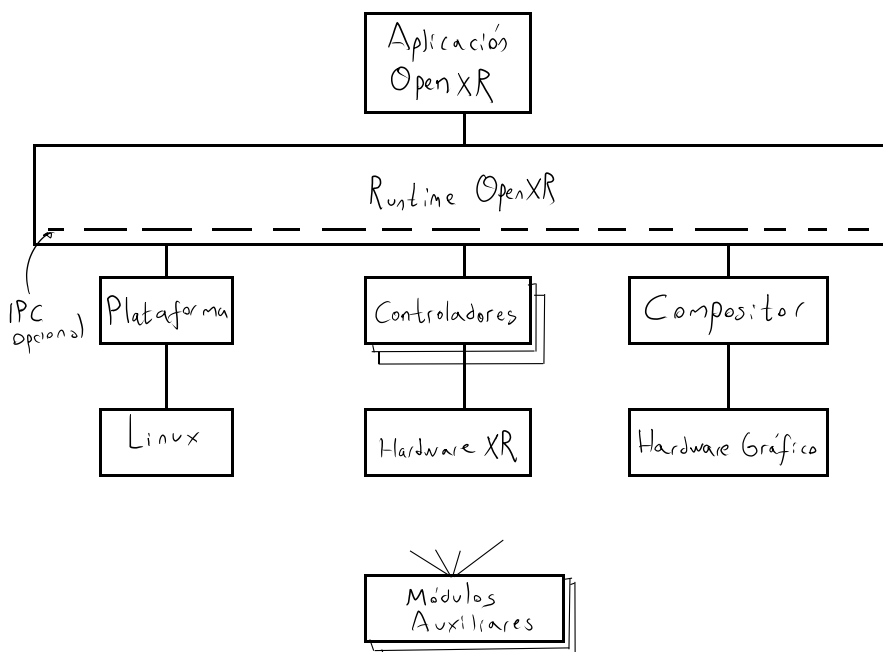 Aplicación
OpenXR
Runtime OpenXR
IPC
opcional
Plataforma
Controladores
Compositor
Linux
Hardware XR
Hardware Gráfico
Módulos
Auxiliares